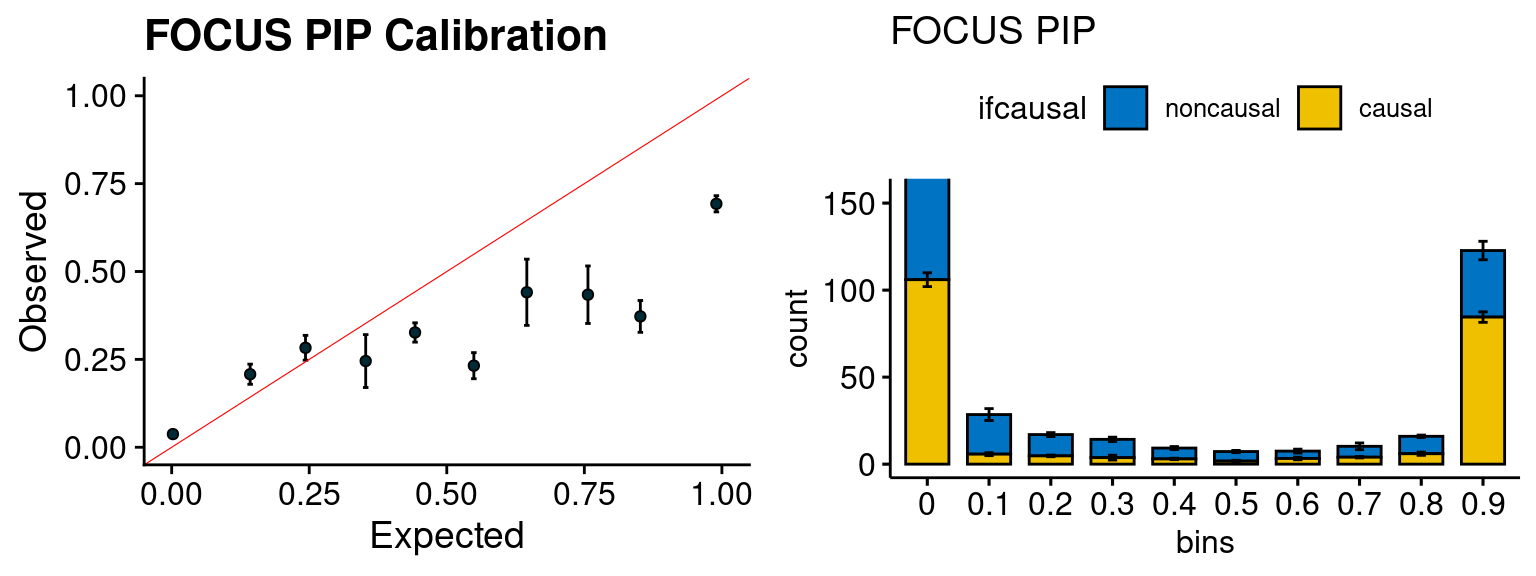 FOCUS PIP Calibration
Observed
1.00
0.75
0.50
0.25
0.00
0.00 0.25 0.50 0.75 1.00
Expected
FOCUS PIP
ifcausal noncausal causal
count
150
100
50
0
0 0.1 0.2 0.3 0.4 0.5 0.6 0.7 0.8 0.9
bins